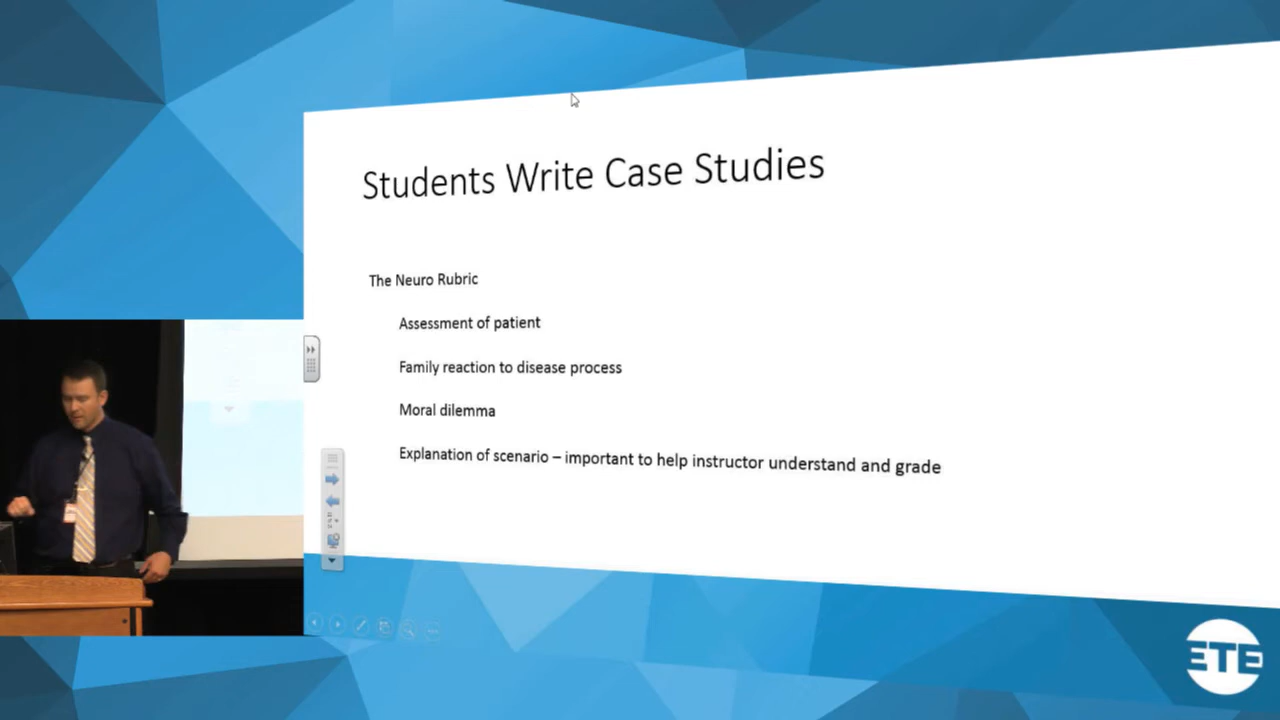 Students Write Case Studies
The Neuro Rubric
Assessment of patient
Family reaction to disease process
Moral dilemma
Explanation of scenario – important to help instructor understand and grade
ETE